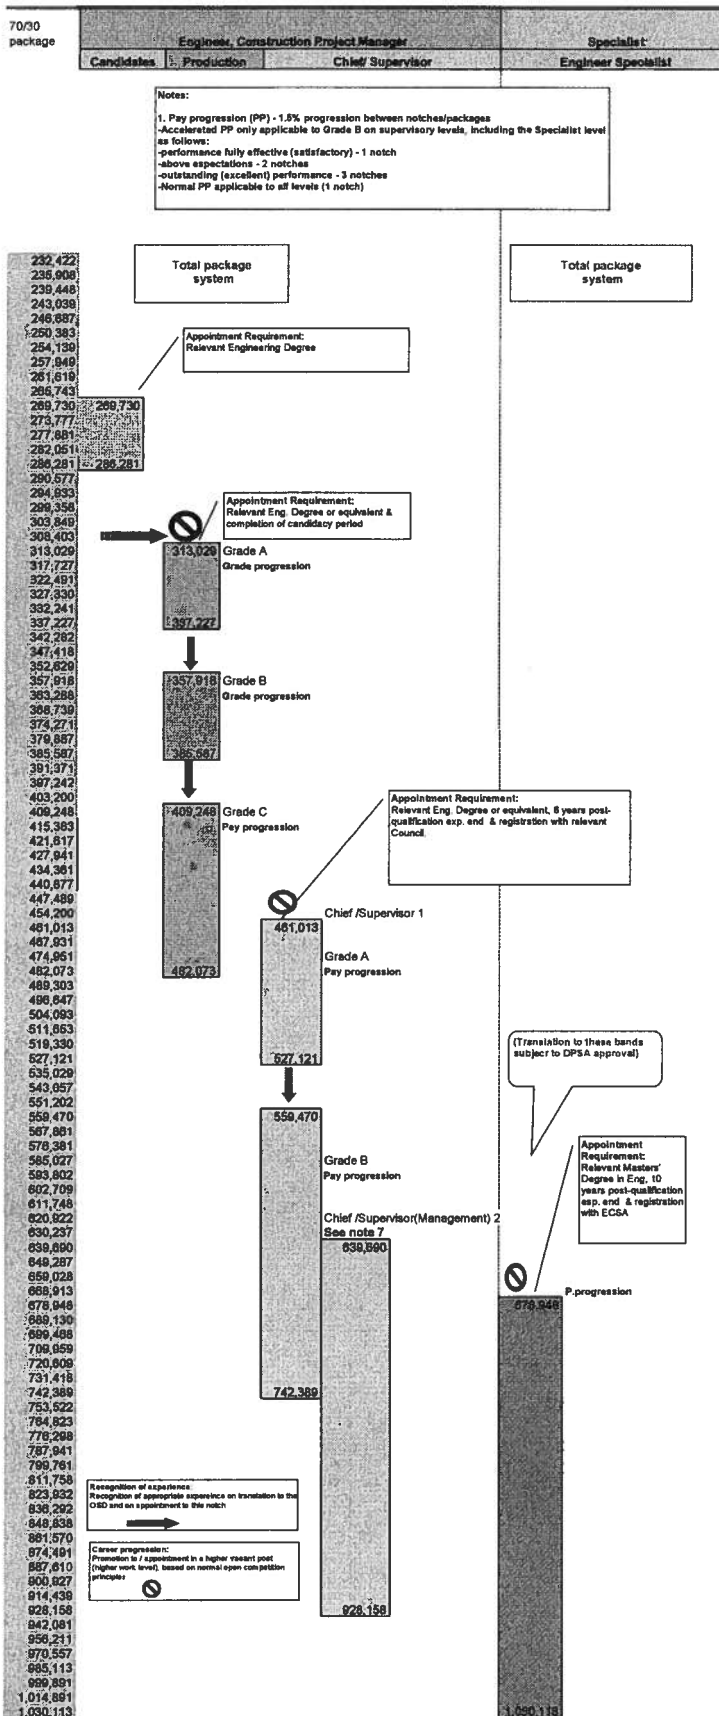 70/30
package
Engineer, Construction Project Manager
Specialist
Candidates
Production
Chief/ Supervisor
Engineer Specialist
Notes:
1. Pay progression (PP) - 1.5% progression between notches/packages
-Accelerated PP only applicable to Grade B on supervisory levels, including the Specialist level
as follows:
-performance fully effective (satisfactory) - 1 notch
-above expectations - 2 notches
-outstanding (excellent) performance - 3 notches
-Normal PP applicable to all levels (1 notch)
Total package
system
Total package
system
232,422
235,908
239,448
243,039
246,687
250,383
254,139
257,949
261,819
265,743
269,730
273,777
277,881
282,051
286,281
290,577
294,933
299,358
303,849
308,403
313,029
317,727
322,491
327,330
332,241
337,227
342,282
347,418
352,629
357,918
363,288
368,739
374,271
379,887
385,587
391,371
397,242
403,200
409,248
415,383
421,617
427,941
434,361
440,877
447,489
454,200
461,013
467,931
474,951
482,073
489,303
496,647
504,093
511,653
519,330
527,121
535,029
543,057
551,202
559,470
567,861
576,381
585,027
593,802
602,709
611,748
620,922
630,237
639,690
649,287
659,028
668,913
678,948
689,130
699,468
709,959
720,609
731,418
742,389
753,522
764,823
776,298
787,941
799,761
811,758
823,932
836,292
848,838
861,570
874,491
887,610
900,927
914,439
928,158
942,081
956,211
970,557
985,113
999,891
1,014,891
1,030,113
Appointment Requirement:
Relevant Engineering Degree
269,730
286,281
Appointment Requirement:
Relevant Eng. Degree or equivalent &
completion of candidacy period
313,029
Grade A
Grade progression
337,227
357,918
Grade B
Grade progression
385,587
409,248
Grade C
Pay progression
482,073
Appointment Requirement:
Relevant Eng. Degree or equivalent, 6 years post-
qualification exp. and & registration with relevant
Council.
Chief /Supervisor 1
461,013
Grade A
Pay progression
527,121
559,470
Grade B
Pay progression
742,389
Chief /Supervisor(Management) 2
See note 7
639,690
928,158
(Translation to these bands
subject to DPSA approval)
Appointment
Requirement:
Relevant Masters'
Degree in Eng, 10
years post-qualification
exp. and & registration
with ECSA
P.progression
678,948
1,030,113
Recognition of experience:
Recognition of appropriate expereince on translation to the
OSD and on appointment to this notch
Career progression:
Promotion to / appointment in a higher vacant post
(higher work level), based on normal open competition
principles